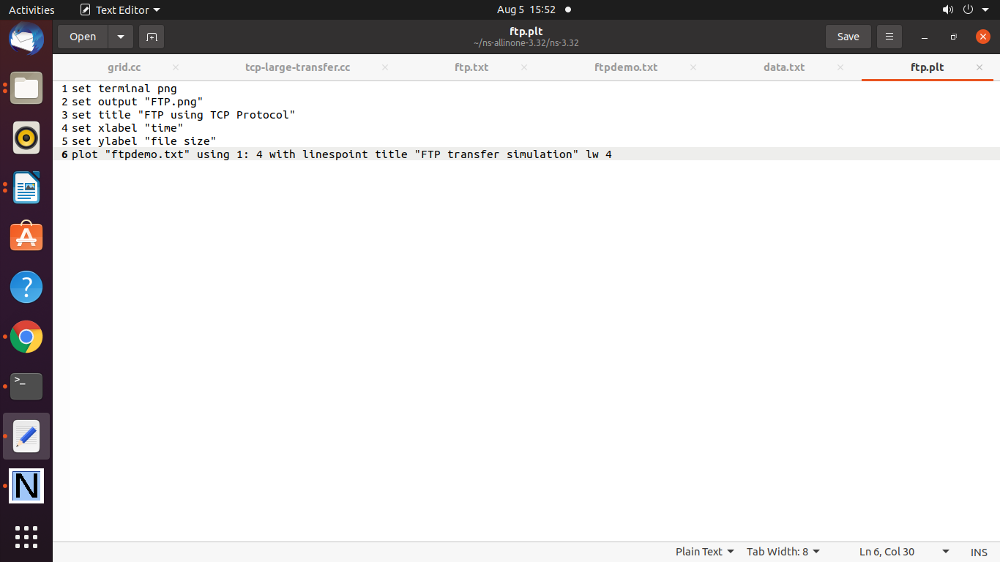 Activities Text Editor Aug 5 15:52
Open ftp.plt Save
~/ns-allinone-3.32/ns-3.32
grid.cc tcp-large-transfer.cc ftp.txt ftpdemo.txt data.txt ftp.plt
1 set terminal png
2 set output "FTP.png"
3 set title "FTP using TCP Protocol"
4 set xlabel "time"
5 set ylabel "file size"
6 plot "ftpdemo.txt" using 1: 4 with linespoint title "FTP transfer simulation" lw 4
>_
N
Plain Text Tab Width: 8 Ln 6, Col 30 INS